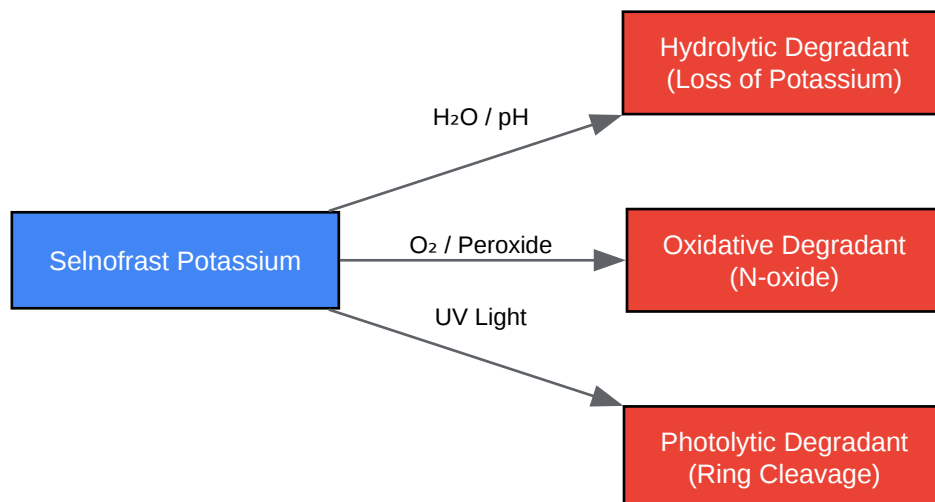 Hydrolytic Degradant
(Loss of Potassium)
H₂O / pH
Selnofrast Potassium
O₂ / Peroxide
Oxidative Degradant
(N-oxide)
UV Light
Photolytic Degradant
(Ring Cleavage)